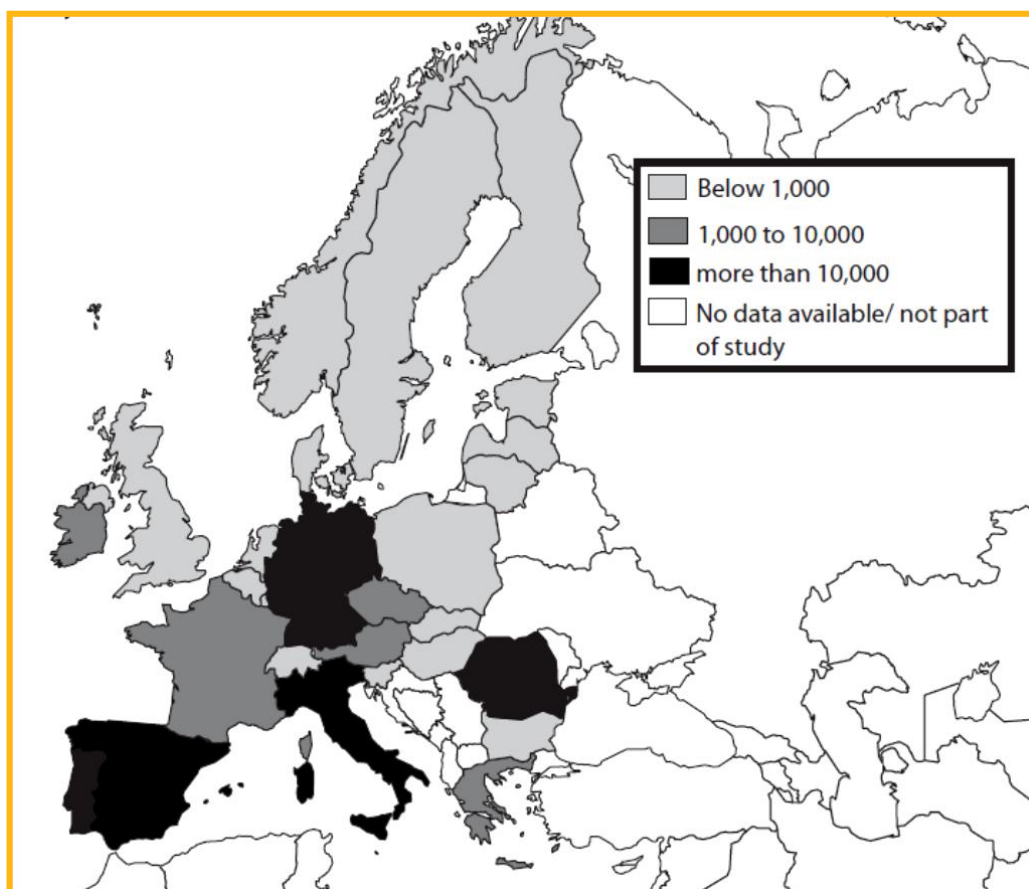 Below 1,000
1,000 to 10,000
more than 10,000
No data available/ not part
of study